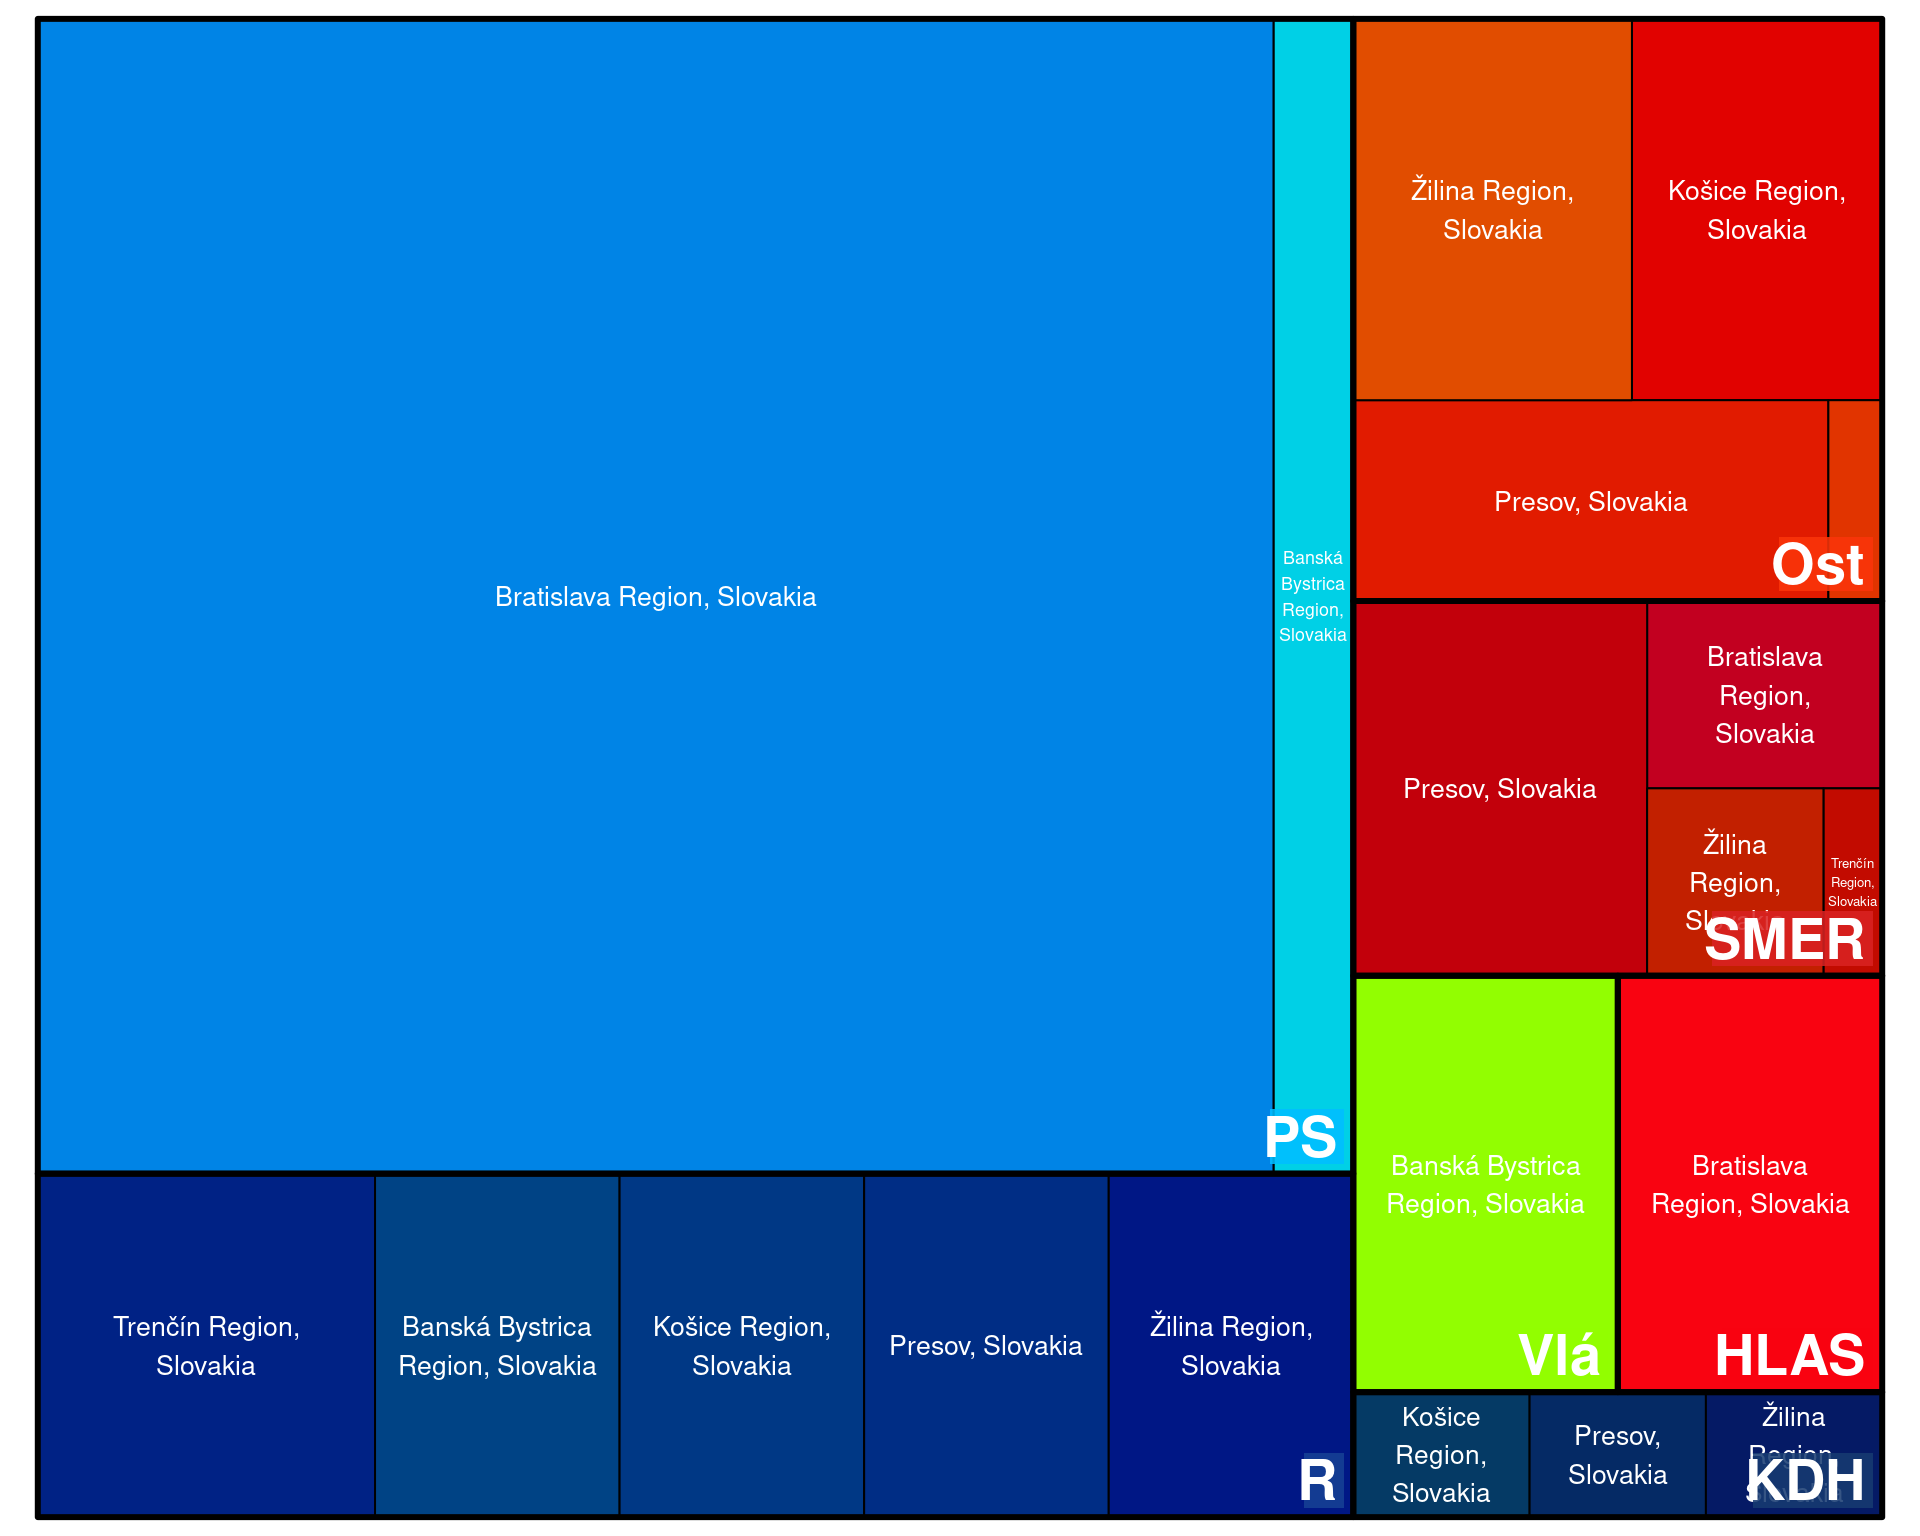 Bratislava Region, Slovakia
Banská
Bystrica
Region,
Slovakia
PS
Trenčín Region,
Slovakia
Banská Bystrica
Region, Slovakia
Košice Region,
Slovakia
Presov, Slovakia
Žilina Region,
Slovakia
R
Žilina Region,
Slovakia
Košice Region,
Slovakia
Presov, Slovakia
Ost
Presov, Slovakia
Bratislava
Region,
Slovakia
Žilina
Region,
Slovakia
Trenčín
Region,
Slovakia
SMER
Banská Bystrica
Region, Slovakia
Vlá
Bratislava
Region, Slovakia
HLAS
Košice
Region,
Slovakia
Presov,
Slovakia
Žilina
Region,
Slovakia
KDH